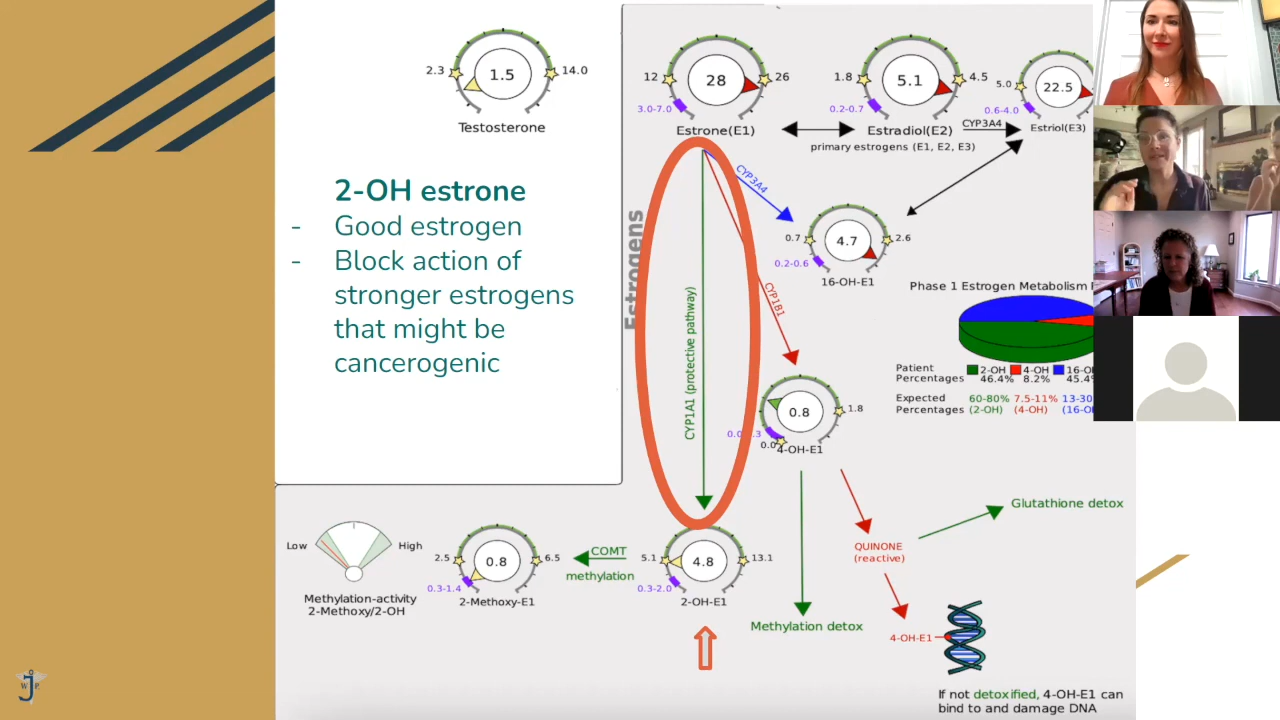 2.3
1.5
14.0
Testosterone
2-OH estrone
- Good estrogen
- Block action of
stronger estrogens
that might be
cancerogenic
12
28
26
3.0-7.0
Estrone(E1)
1.8
5.1
4.5
0.2-0.7
Estradiol(E2)
CYP3A4
5.0
22.5
0.6-4.0
Estriol(E3)
primary estrogens (E1, E2, E3)
Estrogens
CYP3A4
0.7
4.7
2.6
0.2-0.6
16-OH-E1
CYP1A1 (protective pathway)
CYP1B1
Phase 1 Estrogen Metabolism
Patient
Percentages
2-OH 4-OH
46.4% 8.2% 45.4
Expected
Percentages
60-80% 7.5-11% 13-30
(2-OH) (4-OH)
0.8
1.8
4-OH-E1
Low
High
Methylation-activity
2-Methoxy/2-OH
2.5
0.8
6.5
0.3-1.4
2-Methoxy-E1
COMT
methylation
5.1
4.8
13.1
0.3-2.0
2-OH-E1
Methylation detox
QUINONE
(reactive)
Glutathione detox
4-OH-E1
If not detoxified, 4-OH-E1 can
bind to and damage DNA
W P
J